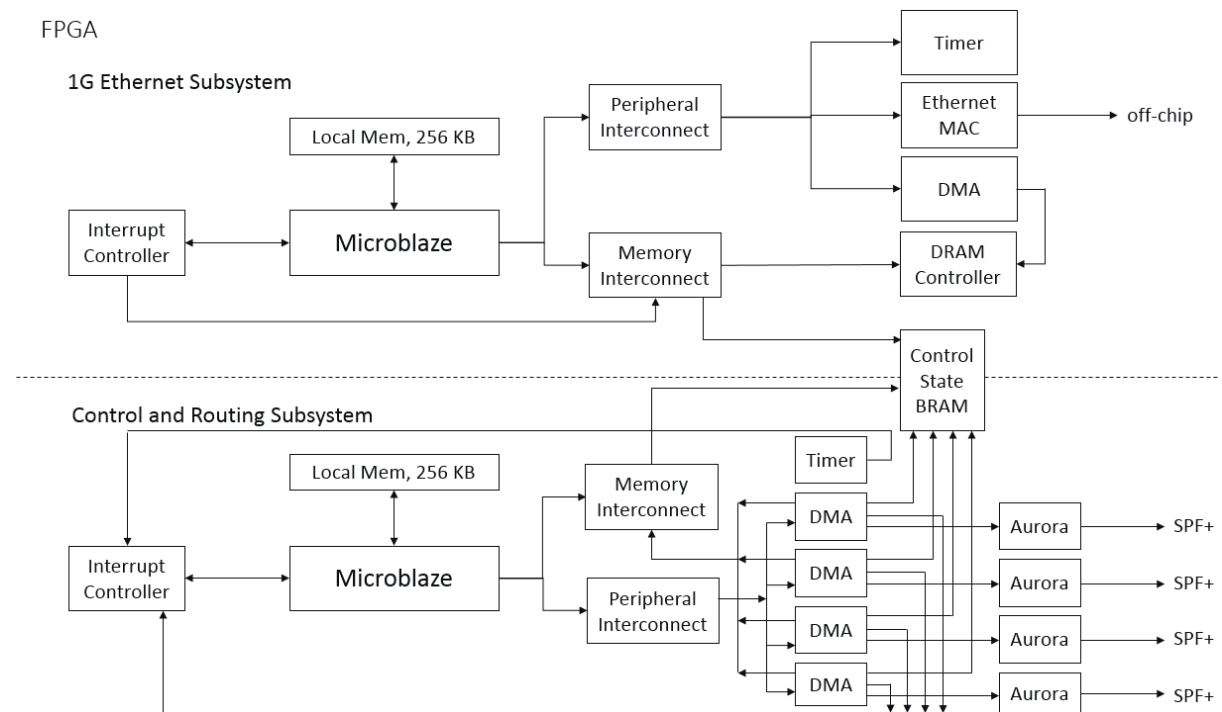 FPGA
1G Ethernet Subsystem
Timer
Peripheral
Interconnect
Ethernet
MAC
off-chip
Local Mem, 256 KB
DMA
Interrupt
Controller
Microblaze
Memory
Interconnect
DRAM
Controller
Control
State
BRAM
Control and Routing Subsystem
Timer
Local Mem, 256 KB
Memory
Interconnect
DMA
Aurora
SPF+
Interrupt
Controller
Microblaze
DMA
Aurora
SPF+
Peripheral
Interconnect
DMA
Aurora
SPF+
DMA
Aurora
SPF+